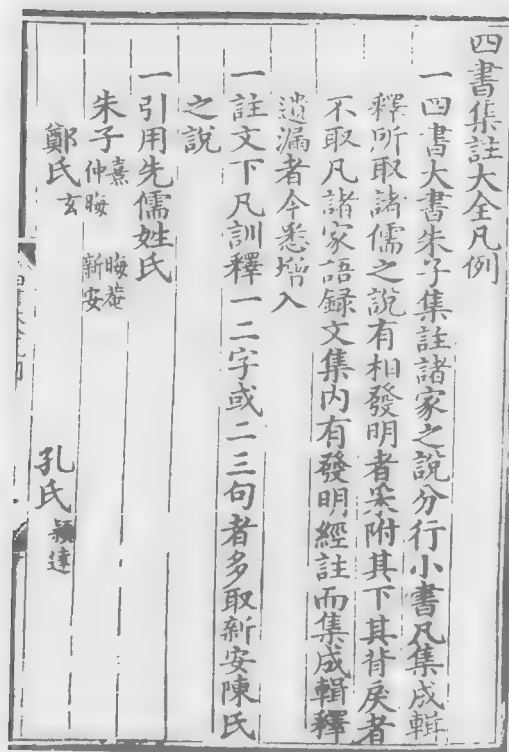 四書集註大全凡例
一四書大書朱子集註諸家之說分行小書凡集成輯
釋所取諸儒之說有相發明者采附其下其背戾者
不取凡諸家語録文集內有發明經註而集成輯釋
遺漏者今悉增入
一註文下凡訓釋一二字或二三句者多取新安陳氏
之說
一引用先儒姓氏
朱子 熹 仲晦 晦菴 新安
鄭氏 玄 孔氏 穎達